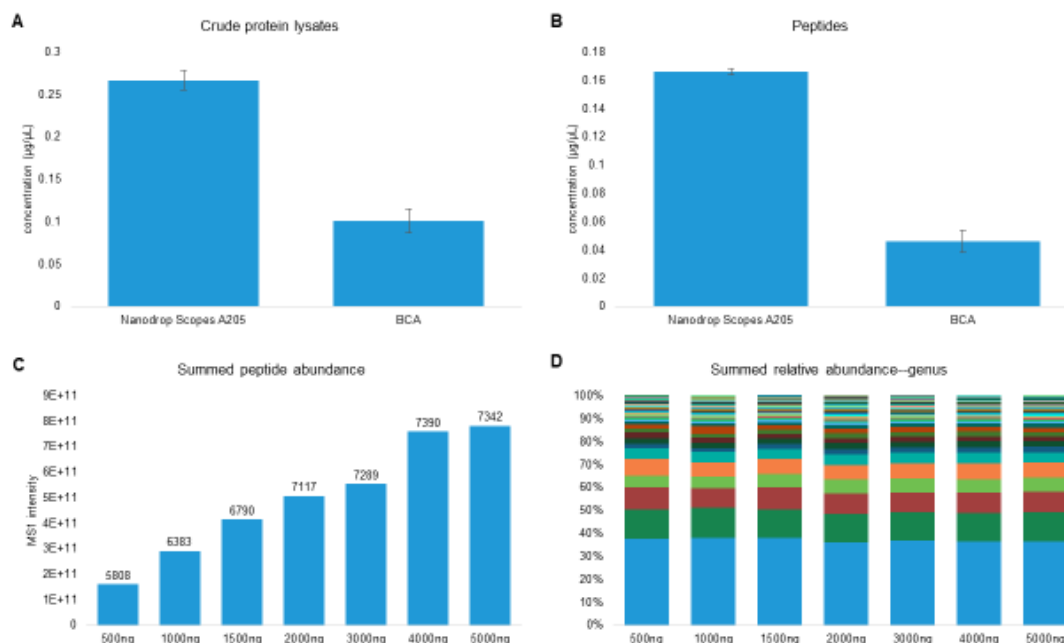 A
Crude protein lysates
0.3
0.25
0.2
0.15
0.1
0.05
0
concentration (µg/µL)
Nanodrop Scopes A205
BCA
B
Peptides
0.18
0.16
0.14
0.12
0.1
0.08
0.06
0.04
0.02
0
concentration (µg/µL)
Nanodrop Scopes A205
BCA
C
Summed peptide abundance
9E+11
8E+11
7E+11
6E+11
5E+11
4E+11
3E+11
2E+11
1E+11
MS1 intensity
5808
6383
6790
7117
7289
7390
7342
500ng 1000ng 1500ng 2000ng 3000ng 4000ng 5000ng
D
Summed relative abundance--genus
100%
90%
80%
70%
60%
50%
40%
30%
20%
10%
0%
500ng 1000ng 1500ng 2000ng 3000ng 4000ng 5000ng